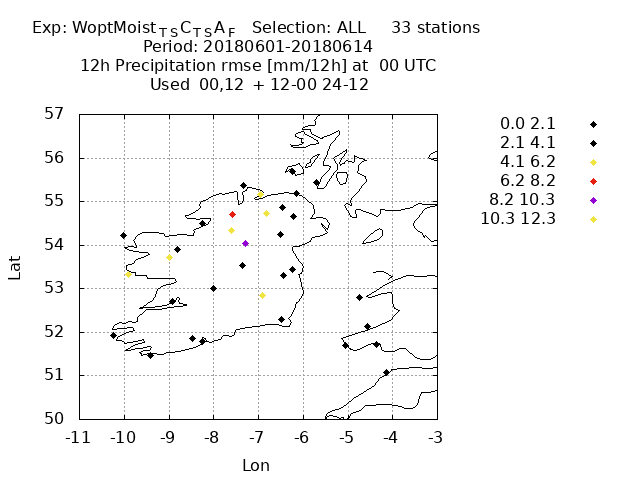 Exp: WoptMoist_TSC_TSA_F Selection: ALL 33 stations
Period: 20180601-20180614
12h Precipitation rmse [mm/12h] at 00 UTC
Used 00,12 + 12-00 24-12
57
56
55
54
53
52
51
50
-11 -10 -9 -8 -7 -6 -5 -4 -3
Lat
Lon
0.0 2.1
2.1 4.1
4.1 6.2
6.2 8.2
8.2 10.3
10.3 12.3